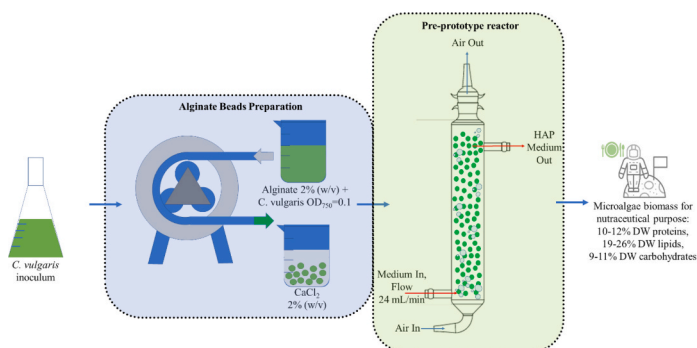 Pre-prototype reactor
Air Out
Alginate Beads Preparation
HAP
Medium
Out
Alginate 2% (w/v) +
C. vulgaris OD750=0.1
C. vulgaris
inoculum
CaCl2
2% (w/v)
Medium In,
Flow
24 mL/min
Air In
Microalgae biomass for
nutraceutical purpose:
10-12% DW proteins,
19-26% DW lipids,
9-11% DW carbohydrates